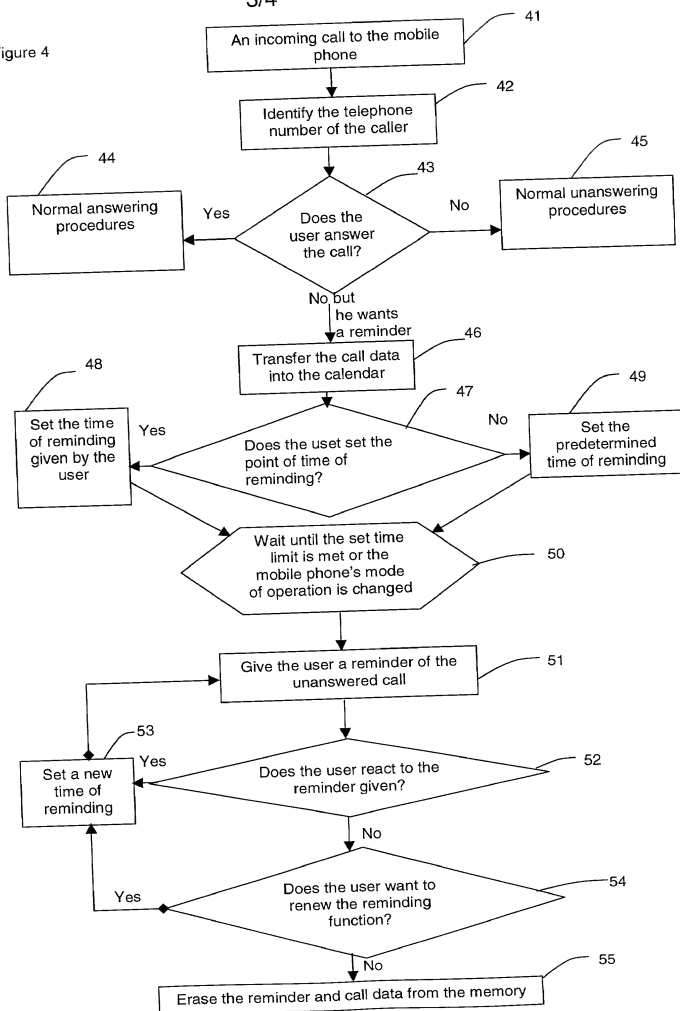 3/4
41
An incoming call to the mobile
phone
igure 4
42
Identify the telephone
number of the caller
44
43
45
Normal answering
procedures
Yes
Does the
user answer
the call?
No
Normal unanswering
procedures
No but
he wants
a reminder
46
Transfer the call data
into the calendar
48
47
49
Set the time
of reminding
given by the
user
Yes
Does the uset set the
point of time of
reminding?
No
Set the
predetermined
time of reminding
Wait until the set time
limit is met or the
mobile phone's mode
of operation is changed
50
Give the user a reminder of the
unanswered call
51
53
Set a new
time of
reminding
Yes
Does the user react to the
reminder given?
52
No
Yes
Does the user want to
renew the reminding
function?
54
No
55
Erase the reminder and call data from the memory